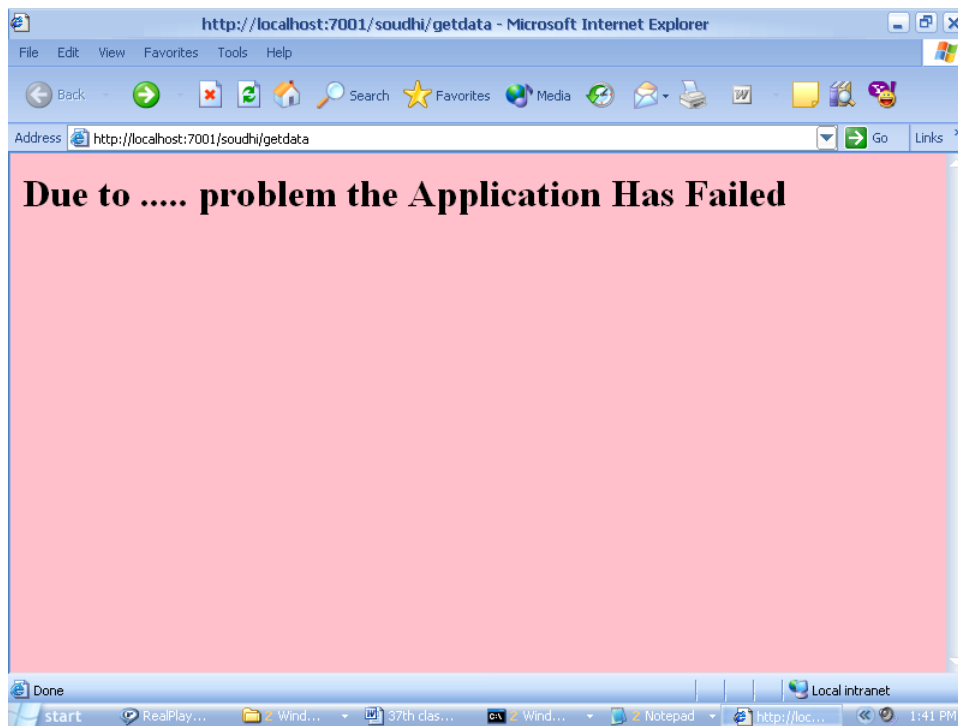 http://localhost:7001/soudhi/getdata - Microsoft Internet Explorer
File Edit View Favorites Tools Help
Back Search Favorites Media W
Address http://localhost:7001/soudhi/getdata Go Links
Due to ..... problem the Application Has Failed
Done Local intranet
start RealPlay... 2 Wind... 37th clas... 2 Wind... 2 Notepad http://loc... 1:41 PM